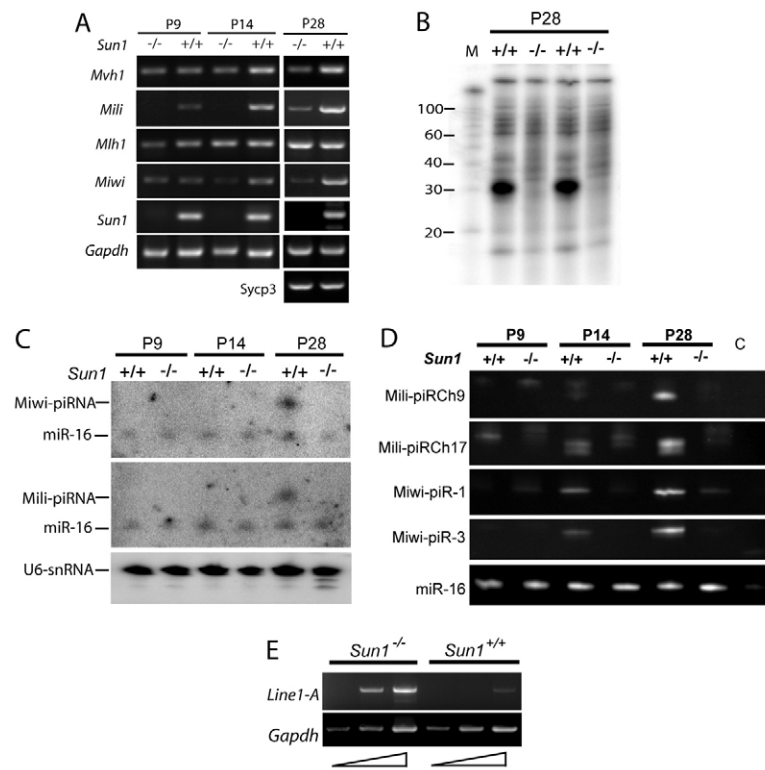 A
P9 P14 P28
Sun1 -/- +/+ -/- +/+ -/- +/+
Mvh1
Mili
Mlh1
Miwi
Sun1
Gapdh
Sycp3
B
P28
M +/+ -/- +/+ -/-
100
60
40
30
20
C
P9 P14 P28
Sun1 +/+ -/- +/+ -/- +/+ -/-
Miwi-piRNA
miR-16
Mili-piRNA
miR-16
U6-snRNA
D
P9 P14 P28 C
Sun1 +/+ -/- +/+ -/- +/+ -/-
Mili-piRCh9
Mili-piRCh17
Miwi-piR-1
Miwi-piR-3
miR-16
E
Sun1-/- Sun1+/+
Line1-A
Gapdh